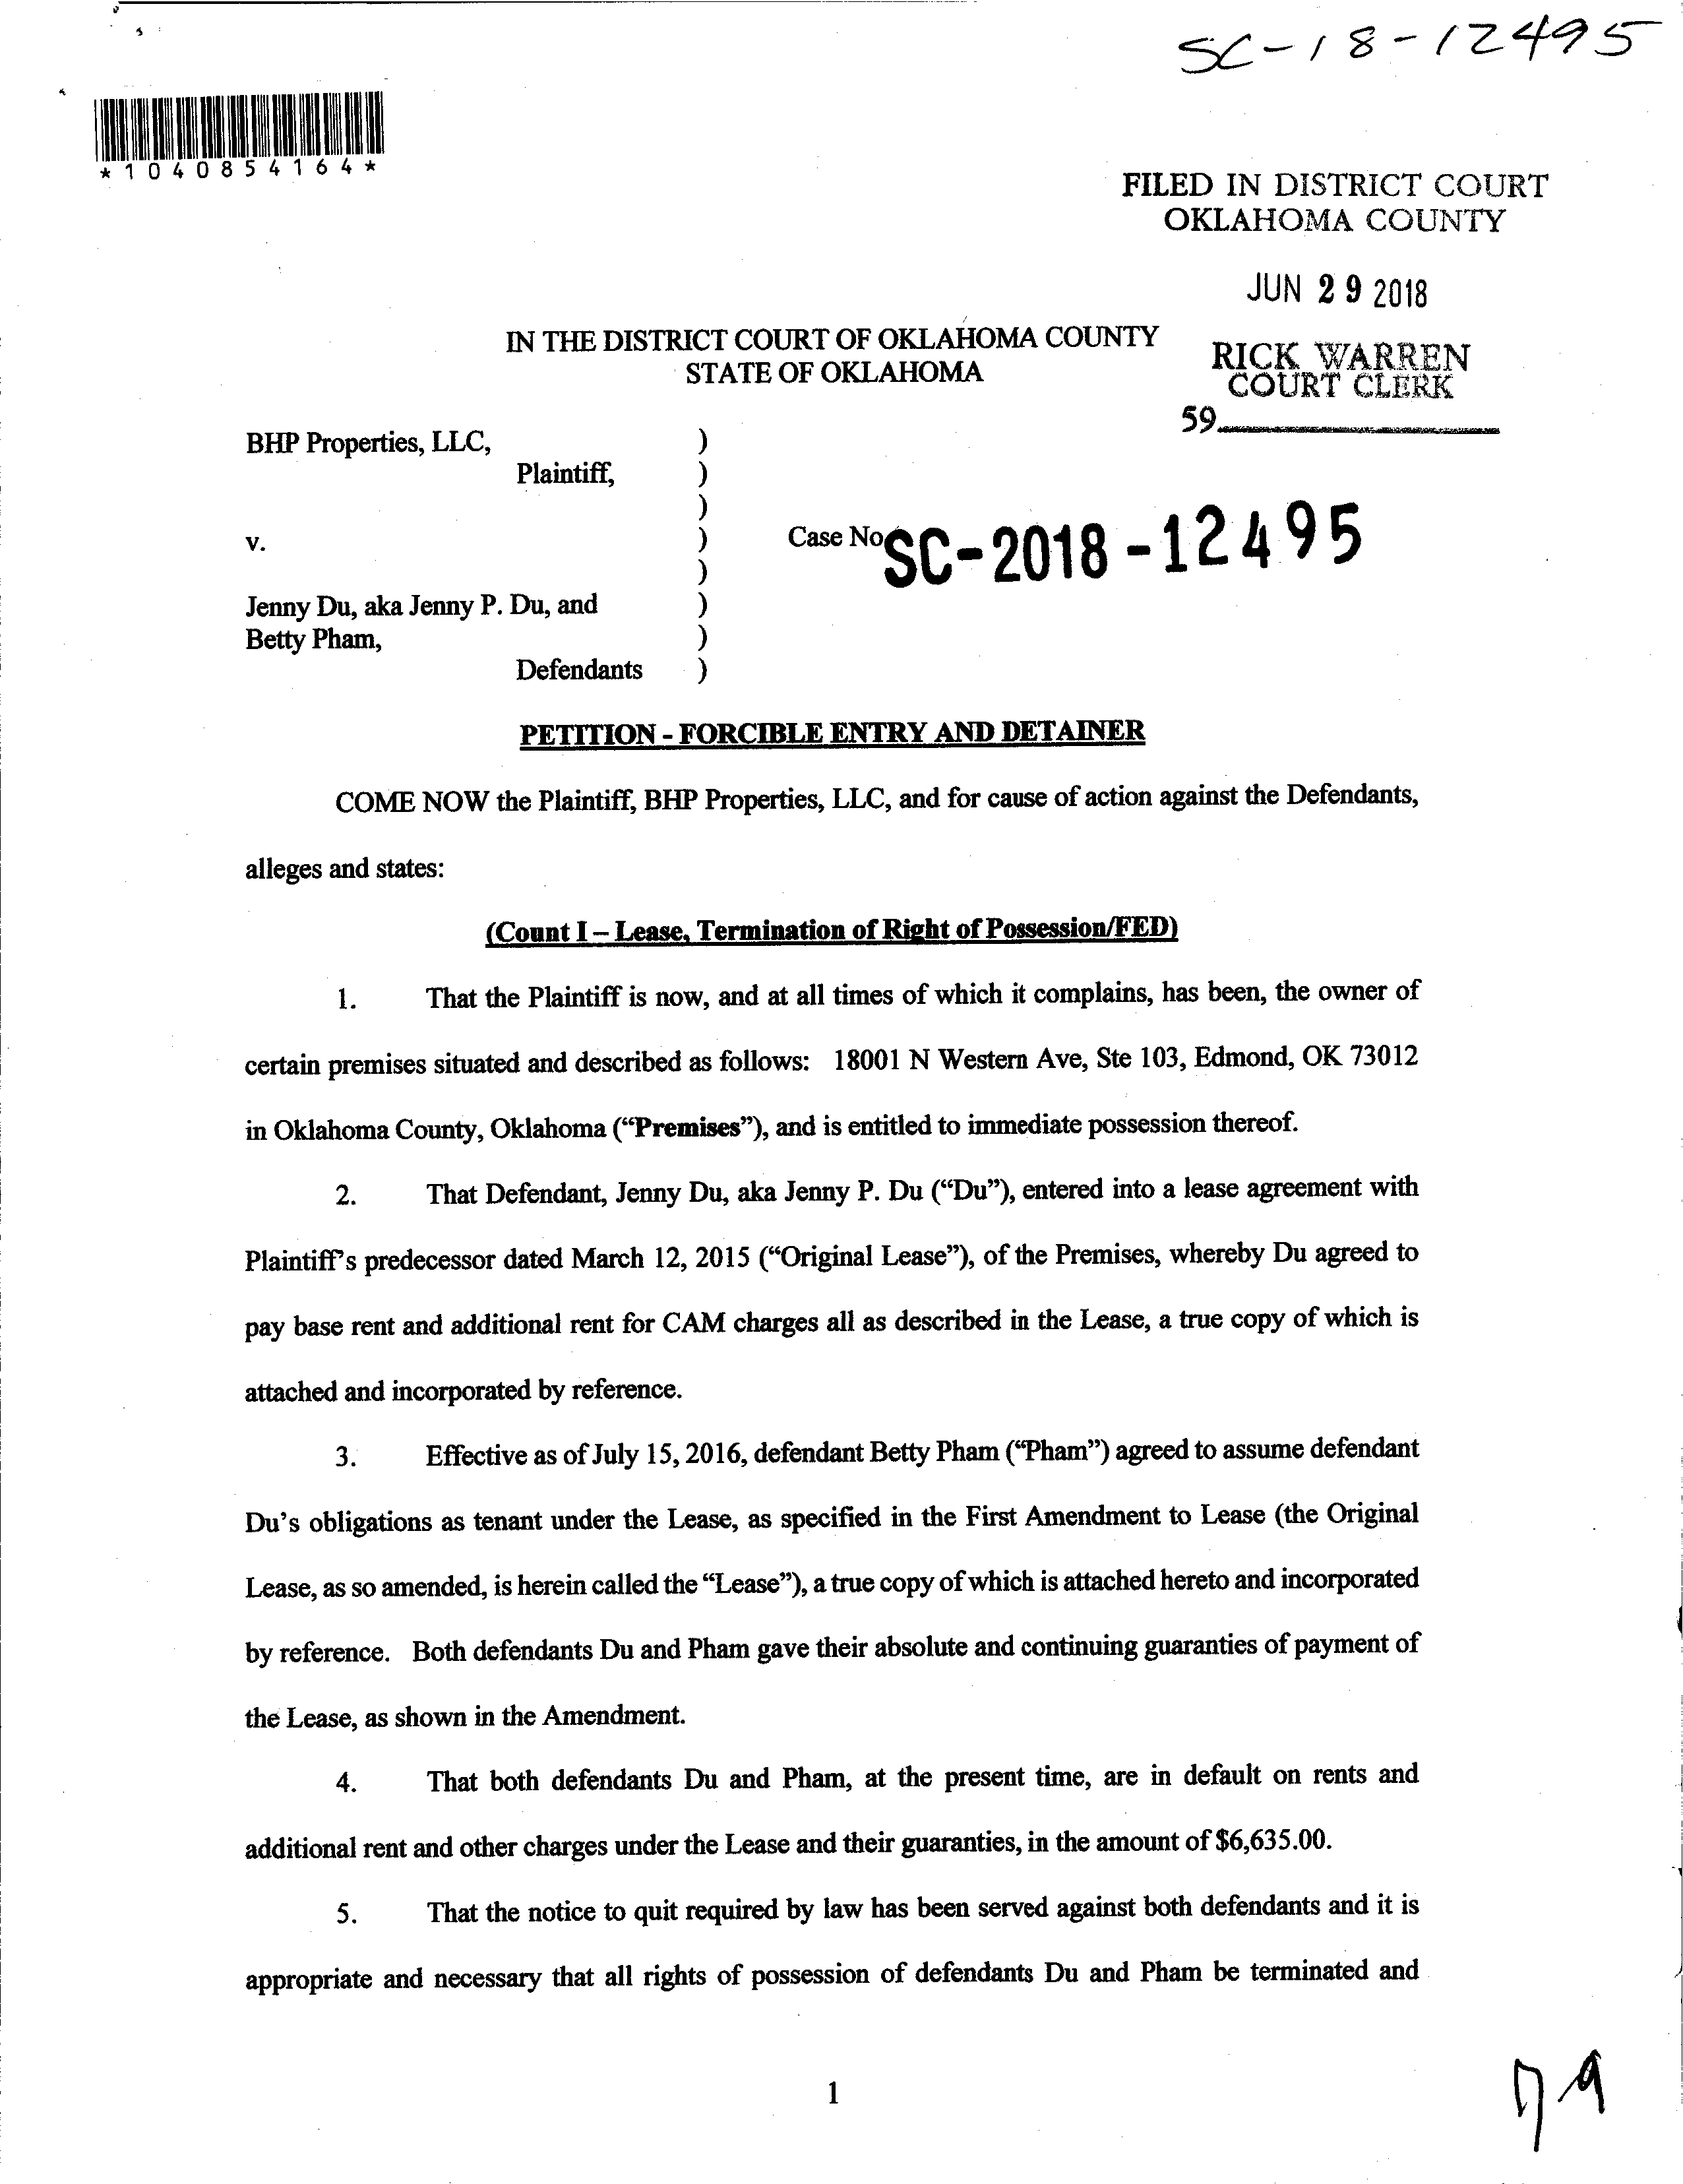 SC-18-12495
*1040854164*
FILED IN DISTRICT COURT
OKLAHOMA COUNTY
JUN 29 2018
IN THE DISTRICT COURT OF OKLAHOMA COUNTY
STATE OF OKLAHOMA
RICK WARREN
COURT CLERK
59
BHP Properties, LLC, )
Plaintiff, )
)
v. )
Case No SC-2018-12495
)
Jenny Du, aka Jenny P. Du, and )
Betty Pham, )
Defendants )
PETITION - FORCIBLE ENTRY AND DETAINER
COME NOW the Plaintiff, BHP Properties, LLC, and for cause of action against the Defendants,
alleges and states:
(Count I – Lease, Termination of Right of Possession/FED)
1. That the Plaintiff is now, and at all times of which it complains, has been, the owner of
certain premises situated and described as follows: 18001 N Western Ave, Ste 103, Edmond, OK 73012
in Oklahoma County, Oklahoma (“Premises”), and is entitled to immediate possession thereof.
2. That Defendant, Jenny Du, aka Jenny P. Du (“Du”), entered into a lease agreement with
Plaintiff's predecessor dated March 12, 2015 (“Original Lease”), of the Premises, whereby Du agreed to
pay base rent and additional rent for CAM charges all as described in the Lease, a true copy of which is
attached and incorporated by reference.
3. Effective as of July 15, 2016, defendant Betty Pham (“Pham”) agreed to assume defendant
Du’s obligations as tenant under the Lease, as specified in the First Amendment to Lease (the Original
Lease, as so amended, is herein called the “Lease”), a true copy of which is attached hereto and incorporated
by reference. Both defendants Du and Pham gave their absolute and continuing guaranties of payment of
the Lease, as shown in the Amendment.
4. That both defendants Du and Pham, at the present time, are in default on rents and
additional rent and other charges under the Lease and their guaranties, in the amount of $6,635.00.
5. That the notice to quit required by law has been served against both defendants and it is
appropriate and necessary that all rights of possession of defendants Du and Pham be terminated and
1